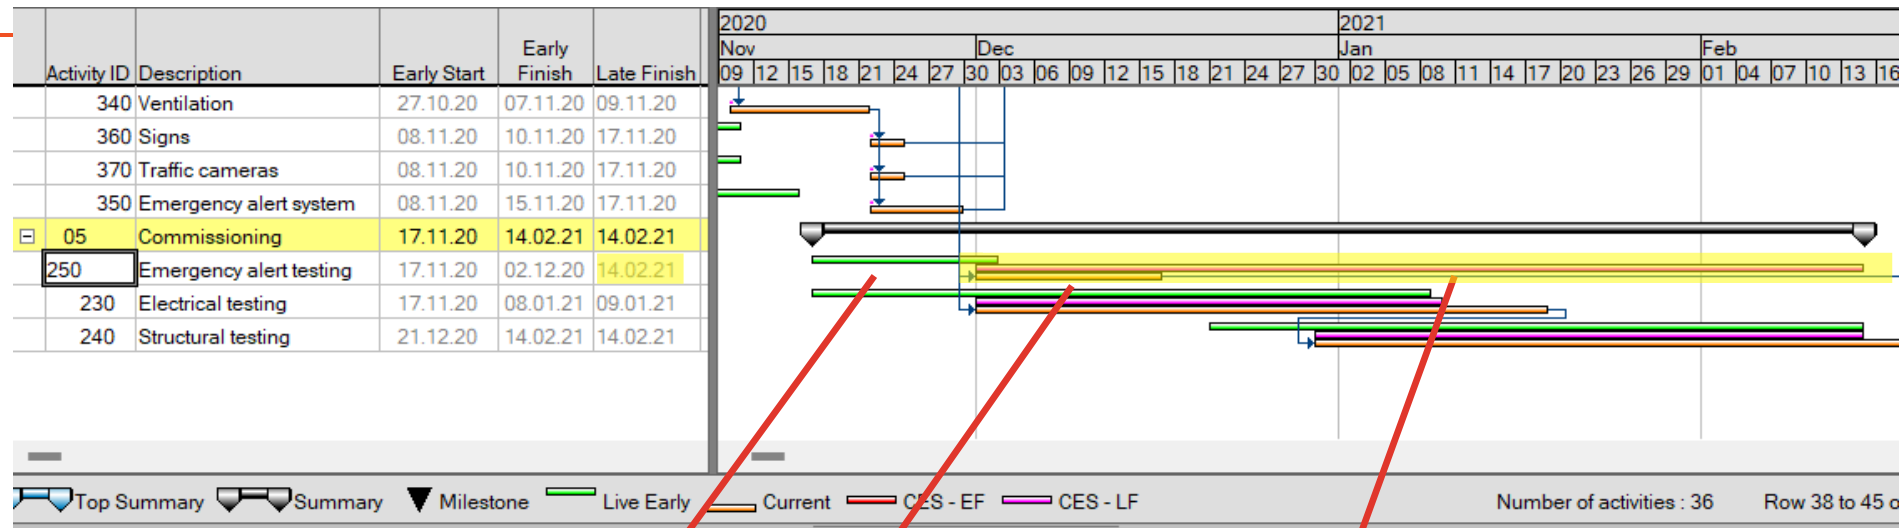 2020 2021
Nov Dec Jan Feb
Activity ID Description Early Start Early Finish Late Finish
09 12 15 18 21 24 27 30 03 06 09 12 15 18 21 24 27 30 02 05 08 11 14 17 20 23 26 29 01 04 07 10 13 16
340 Ventilation 27.10.20 07.11.20 09.11.20
360 Signs 08.11.20 10.11.20 17.11.20
370 Traffic cameras 08.11.20 10.11.20 17.11.20
350 Emergency alert system 08.11.20 15.11.20 17.11.20
05 Commissioning 17.11.20 14.02.21 14.02.21
250 Emergency alert testing 17.11.20 02.12.20 14.02.21
230 Electrical testing 17.11.20 08.01.21 09.01.21
240 Structural testing 21.12.20 14.02.21 14.02.21
Top Summary Summary Milestone Live Early Current CES - EF CES - LF Number of activities : 36 Row 38 to 45